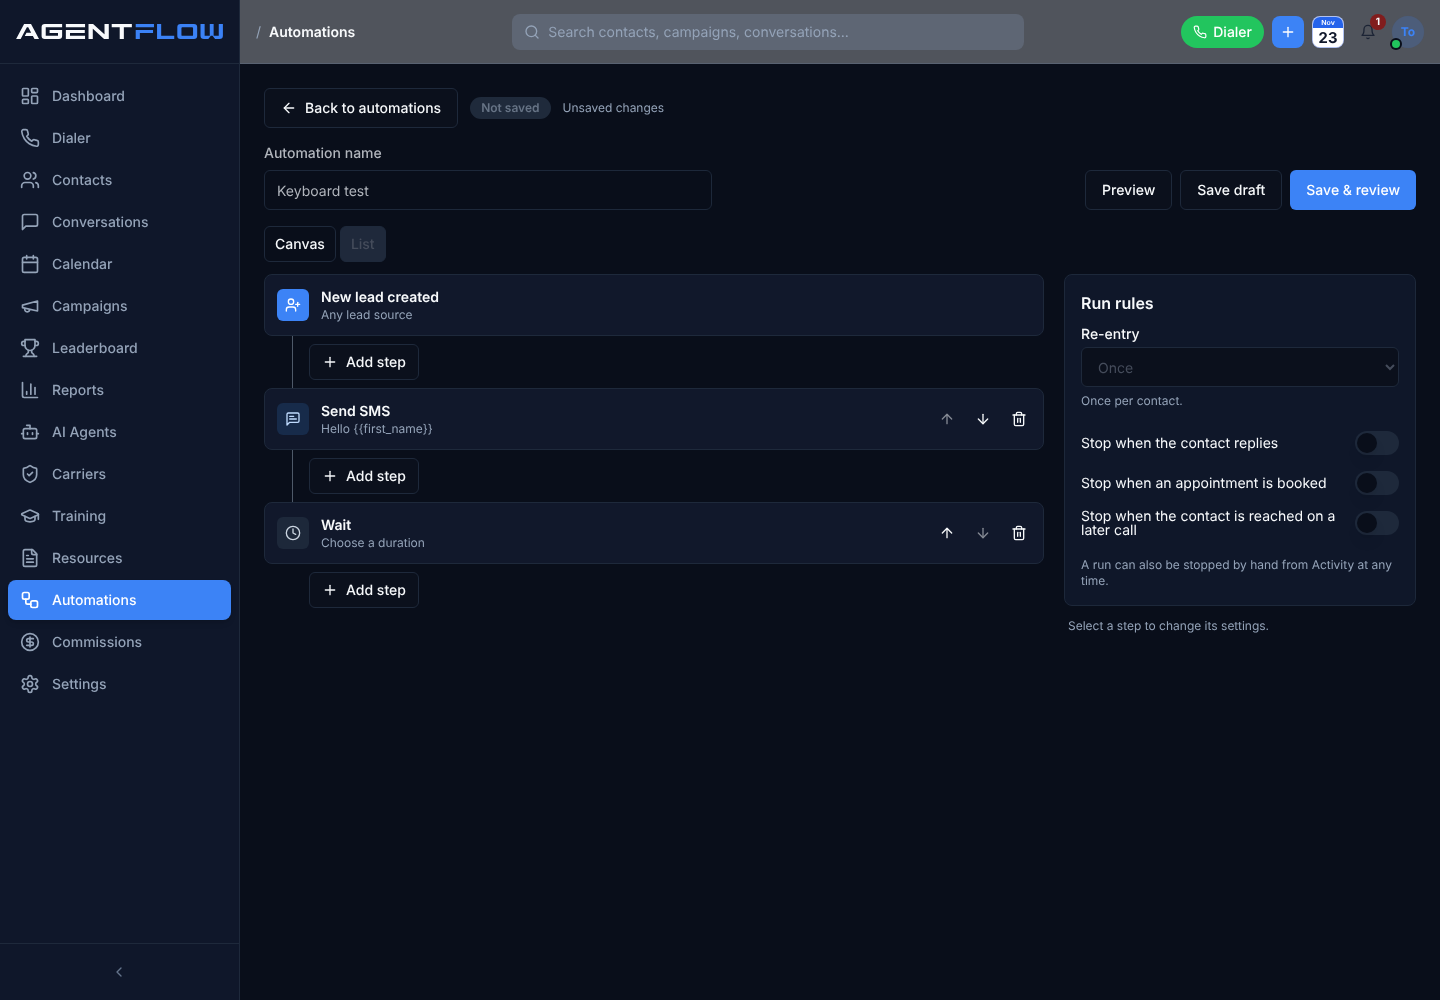 AGENTFLOW
/ Automations
Search contacts, campaigns, conversations...
Dialer
Nov
23
1
To
Dashboard
Dialer
Contacts
Conversations
Calendar
Campaigns
Leaderboard
Reports
AI Agents
Carriers
Training
Resources
Automations
Commissions
Settings
Back to automations
Not saved
Unsaved changes
Automation name
Keyboard test
Preview
Save draft
Save & review
Canvas
List
New lead created
Any lead source
Add step
Send SMS
Hello {{first_name}}
Add step
Wait
Choose a duration
Add step
Run rules
Re-entry
Once
Once per contact.
Stop when the contact replies
Stop when an appointment is booked
Stop when the contact is reached on a
later call
A run can also be stopped by hand from Activity at any
time.
Select a step to change its settings.